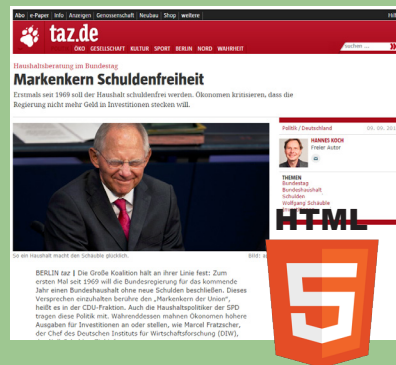 Abo | e-Paper | Info | Anzeigen | Genossenschaft | Neubau | Shop | weitere |
taz.de
ÖKO GESELLSCHAFT KULTUR SPORT BERLIN NORD WAHRHEIT
suchen ...
Haushaltsberatung im Bundestag
Markenkern Schuldenfreiheit
Erstmals seit 1969 soll der Haushalt schuldenfrei werden. Ökonomen kritisieren, dass die
Regierung nicht mehr Geld in Investitionen stecken will.
Politik / Deutschland
HANNES KOCH
Freier Autor
THEMEN
Bundestag
Bundeshaushalt
Schulden
Wolfgang Schäuble
HTML
5
So ein Haushalt macht den Schäuble glücklich.
Bild:
BERLIN taz | Die Große Koalition hält an ihrer Linie fest: Zum
ersten Mal seit 1969 will die Bundesregierung für das kommende
Jahr einen Bundeshaushalt ohne neue Schulden beschließen. Dieses
Versprechen einzuhalten berühre den „Markenkern der Union“,
heißt es in der CDU-Fraktion. Auch die Haushaltspolitiker der SPD
tragen diese Politik mit. Währenddessen mahnen Ökonomen höhere
Ausgaben für Investitionen an oder stellen, wie Marcel Fratzscher,
der Chef des Deutschen Instituts für Wirtschaftsforschung (DIW),